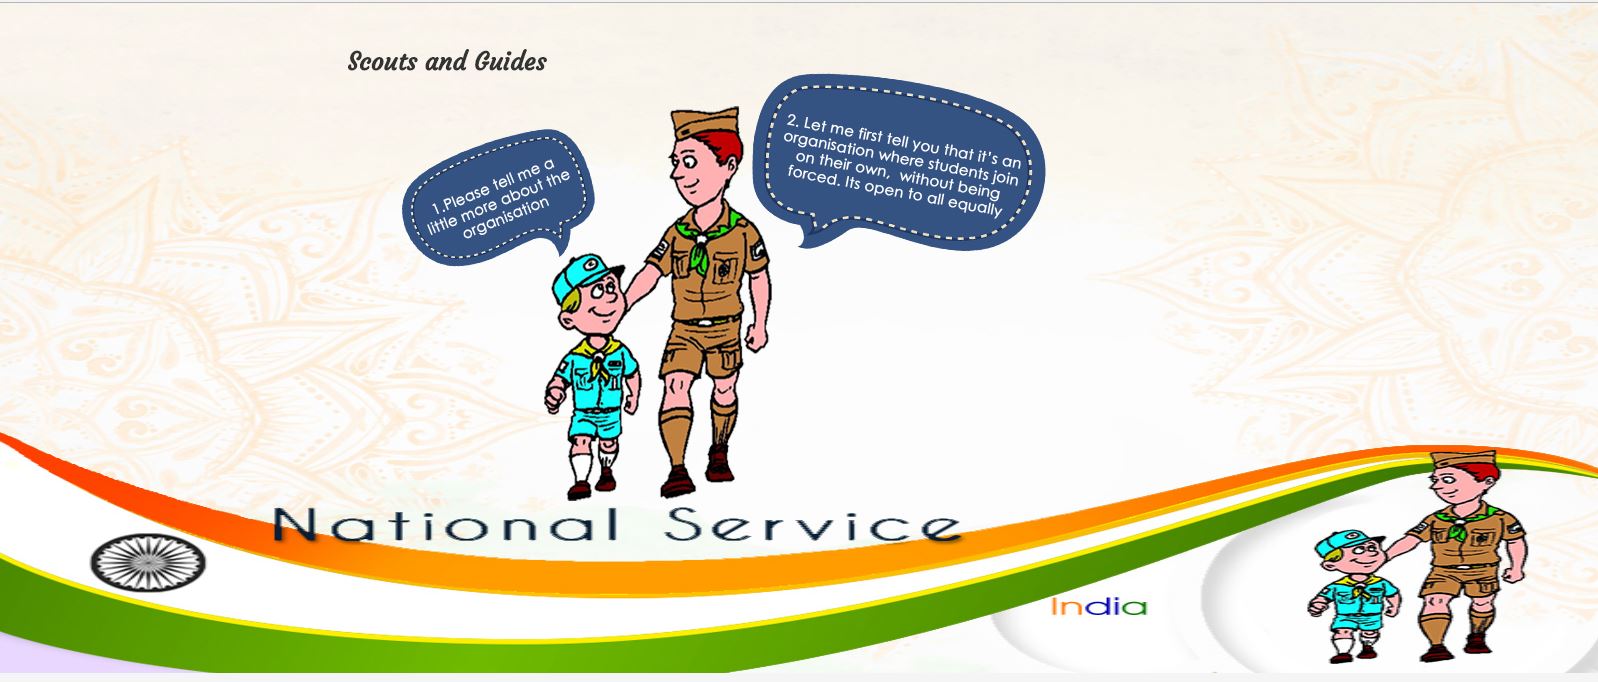 Scouts and Guides
1.Please tell me a
little more about the
organisation
2. Let me first tell you that it's an
organisation where students join
on their own, without being
forced. Its open to all equally
National Service
India